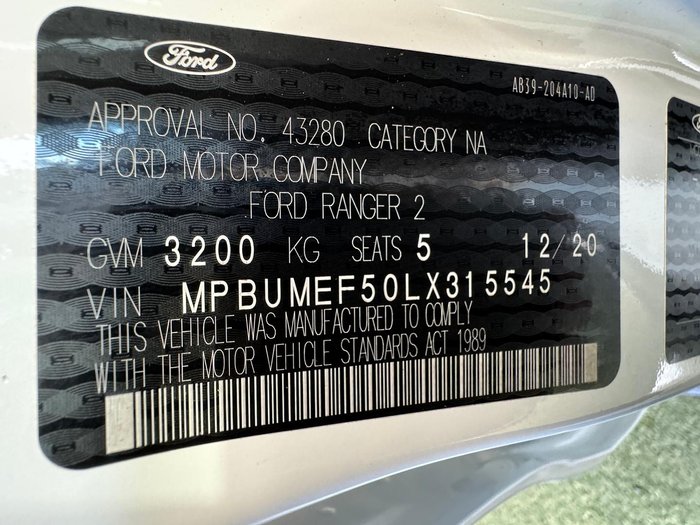 Ford
AB39-204A10-AD
APPROVAL NO. 43280 CATEGORY NA
FORD MOTOR COMPANY
FORD RANGER 2
GVM 3200 KG SEATS 5 12/20
VIN MPBUMEF50LX315545
THIS VEHICLE WAS MANUFACTURED TO COMPLY
WITH THE MOTOR VEHICLE STANDARDS ACT 1989